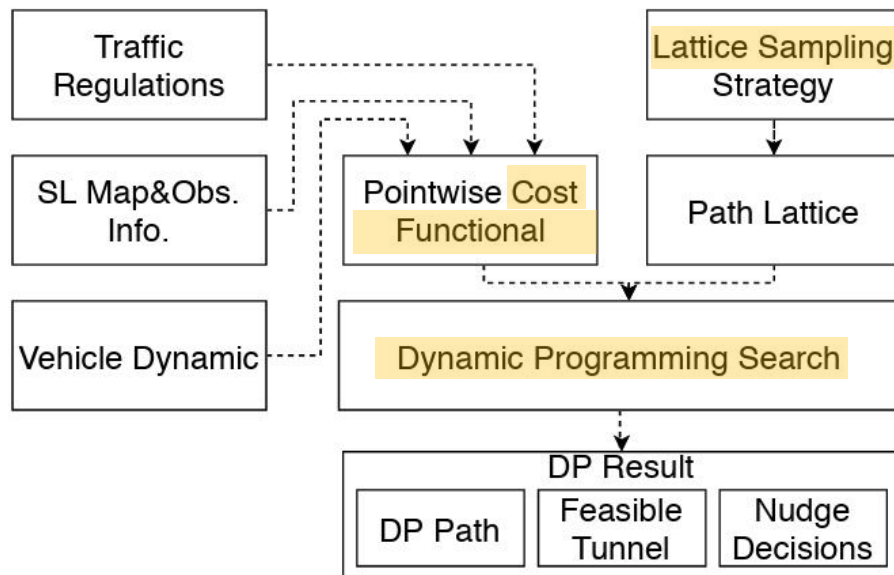 Traffic
Regulations
Lattice Sampling
Strategy
SL Map&Obs.
Info.
Pointwise Cost
Functional
Path Lattice
Vehicle Dynamic
Dynamic Programming Search
DP Result
DP Path
Feasible
Tunnel
Nudge
Decisions